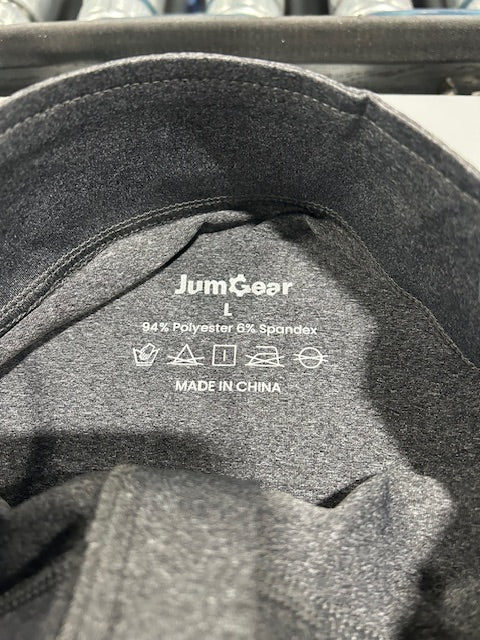 JumGear
L
94% Polyester 6% Spandex
MADE IN CHINA